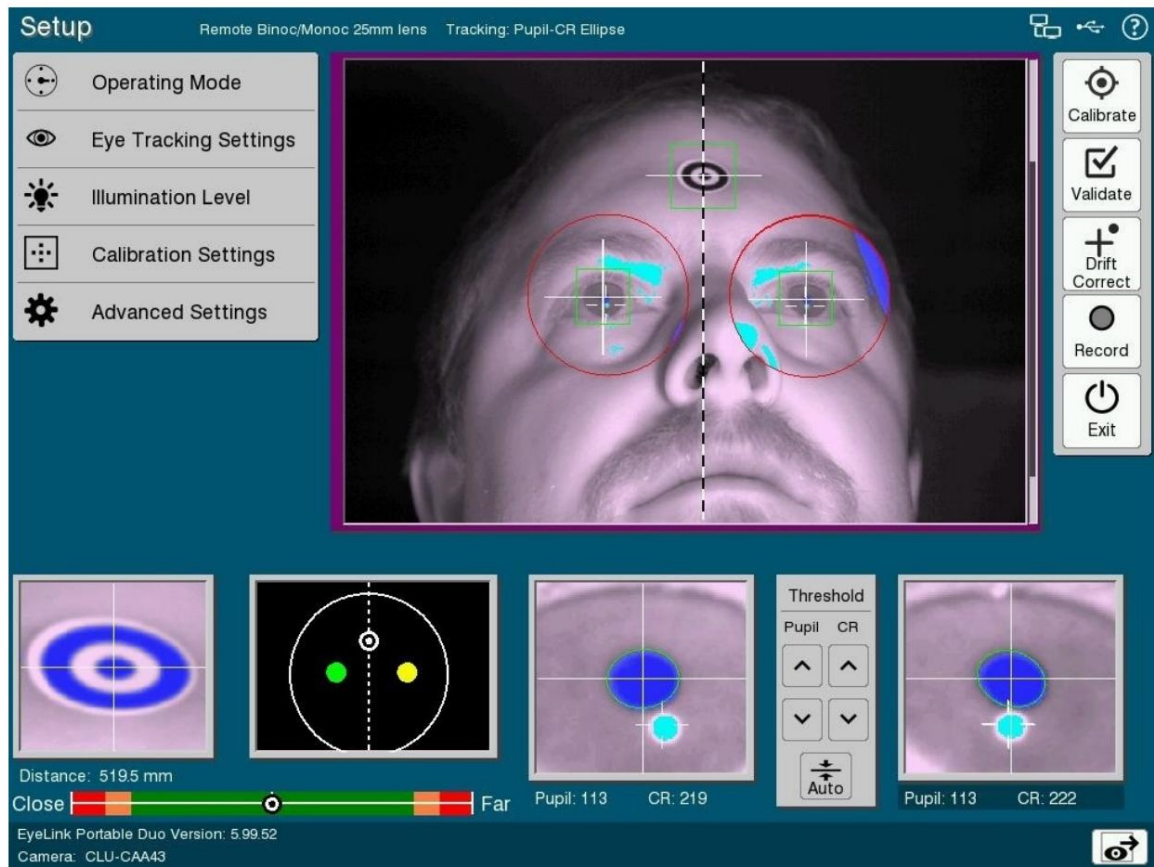 Setup
Remote Binoc/Monoc 25mm lens Tracking: Pupil-CR Ellipse
Operating Mode
Eye Tracking Settings
Illumination Level
Calibration Settings
Advanced Settings
Calibrate
Validate
Drift
Correct
Record
Exit
Distance: 519.5 mm
Close
Far
Pupil: 113 CR: 219
Threshold
Pupil CR
Auto
Pupil: 113 CR: 222
EyeLink Portable Duo Version: 5.99.52
Camera: CLU-CAA43